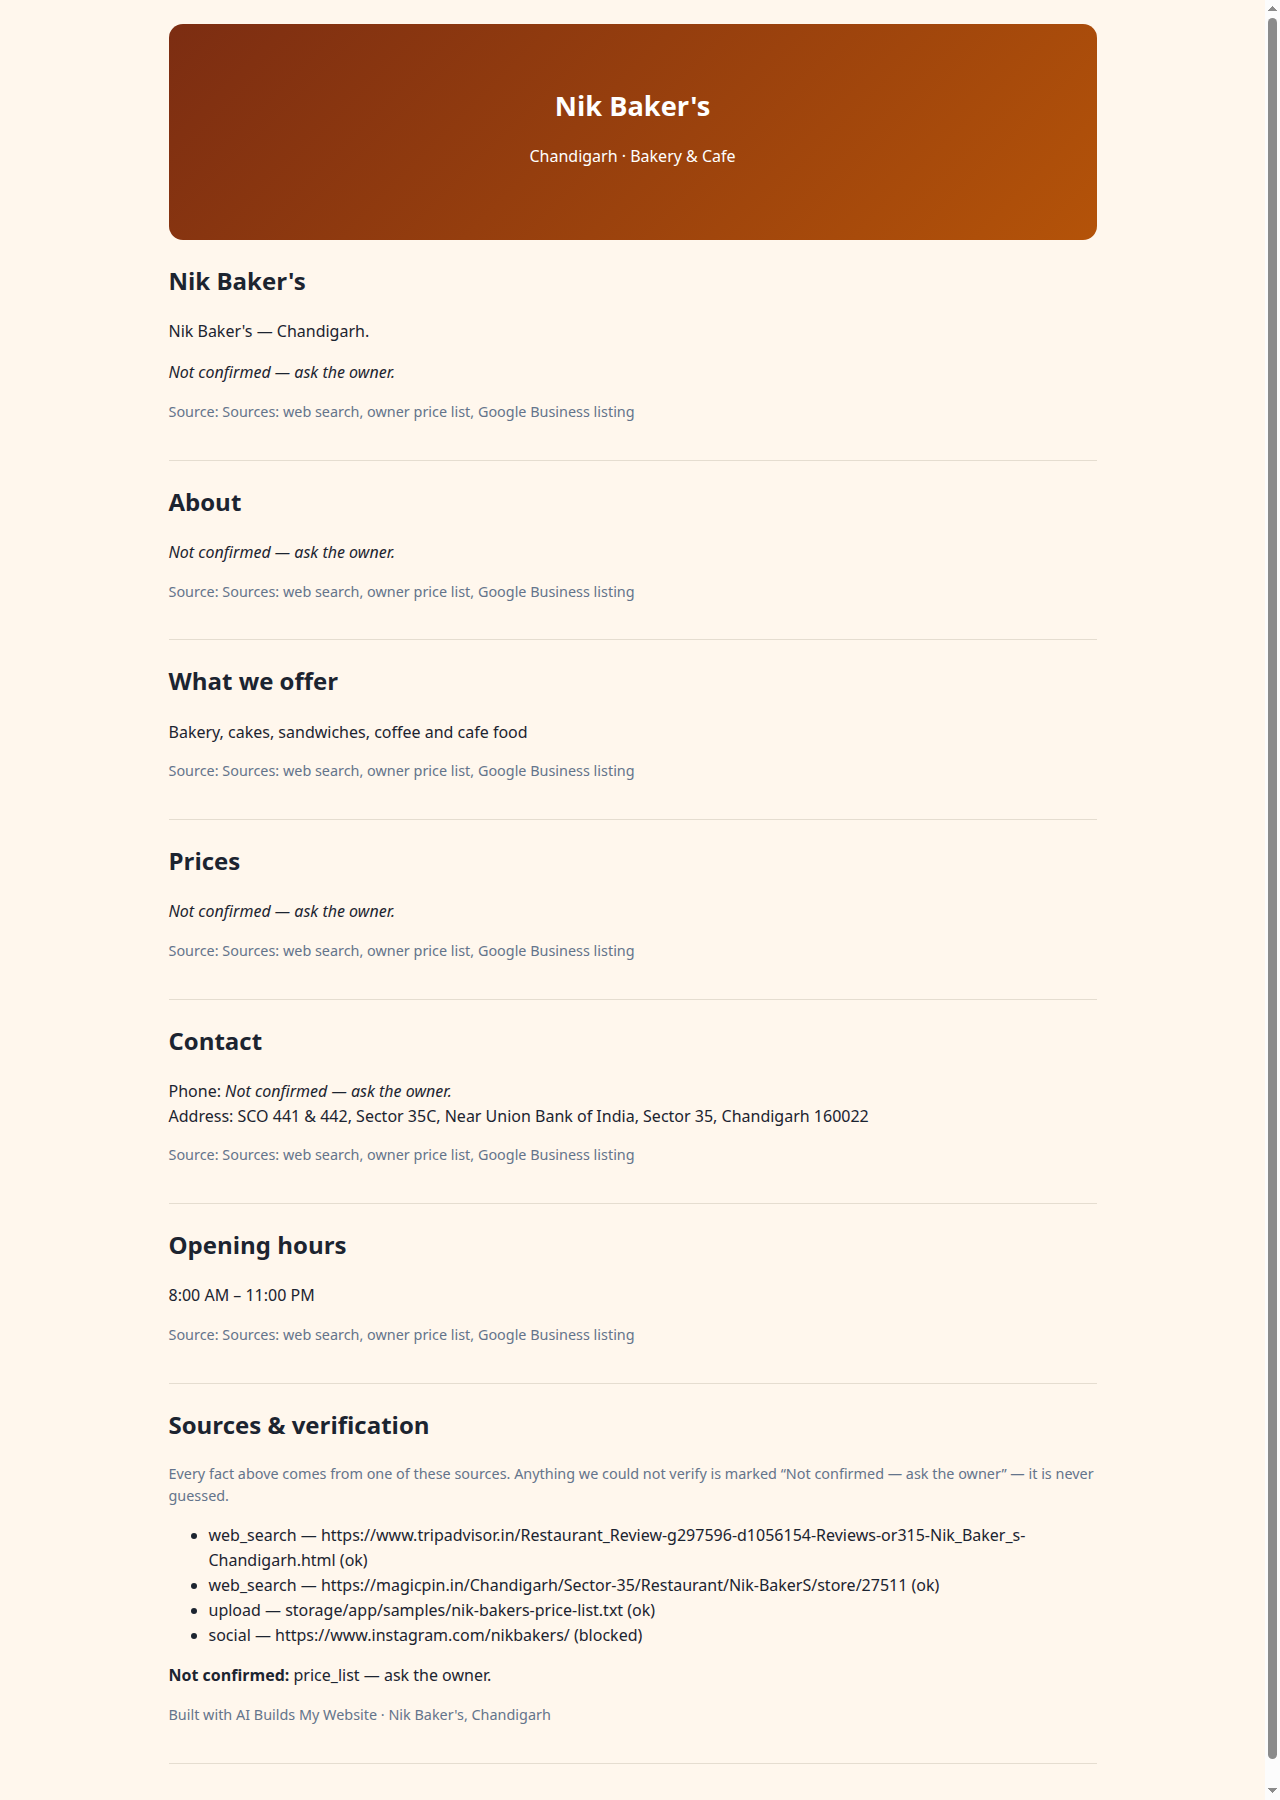 Nik Baker's
Chandigarh · Bakery & Cafe
Nik Baker's
Nik Baker's — Chandigarh.
Not confirmed — ask the owner.
Source: Sources: web search, owner price list, Google Business listing
About
Not confirmed — ask the owner.
Source: Sources: web search, owner price list, Google Business listing
What we offer
Bakery, cakes, sandwiches, coffee and cafe food
Source: Sources: web search, owner price list, Google Business listing
Prices
Not confirmed — ask the owner.
Source: Sources: web search, owner price list, Google Business listing
Contact
Phone: Not confirmed — ask the owner.
Address: SCO 441 & 442, Sector 35C, Near Union Bank of India, Sector 35, Chandigarh 160022
Source: Sources: web search, owner price list, Google Business listing
Opening hours
8:00 AM – 11:00 PM
Source: Sources: web search, owner price list, Google Business listing
Sources & verification
Every fact above comes from one of these sources. Anything we could not verify is marked “Not confirmed — ask the owner” — it is never
guessed.
• web_search — https://www.tripadvisor.in/Restaurant_Review-g297596-d1056154-Reviews-or315-Nik_Baker_s-
Chandigarh.html (ok)
• web_search — https://magicpin.in/Chandigarh/Sector-35/Restaurant/Nik-BakerS/store/27511 (ok)
• upload — storage/app/samples/nik-bakers-price-list.txt (ok)
• social — https://www.instagram.com/nikbakers/ (blocked)
Not confirmed: price_list — ask the owner.
Built with AI Builds My Website · Nik Baker's, Chandigarh